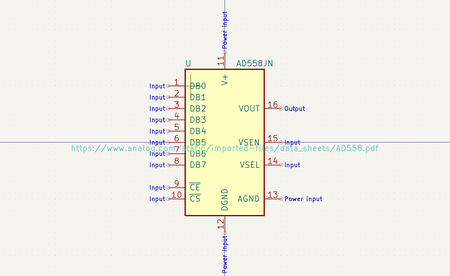 Power input
11
U AD558JN
V+
Input 1 DB0
Input 2 DB1
Input 3 DB2 VOUT 16 Output
Input 4 DB3
Input 5 DB4
Input 6 DB5 VSEN 15 Input
https://www.analog.com/static/imported-files/data_sheets/AD558.pdf
Input 7 DB6
Input 8 DB7 VSEL 14 Input
Input 9 CE
Input 10 CS AGND 13 Power input
DGND
12
Power input